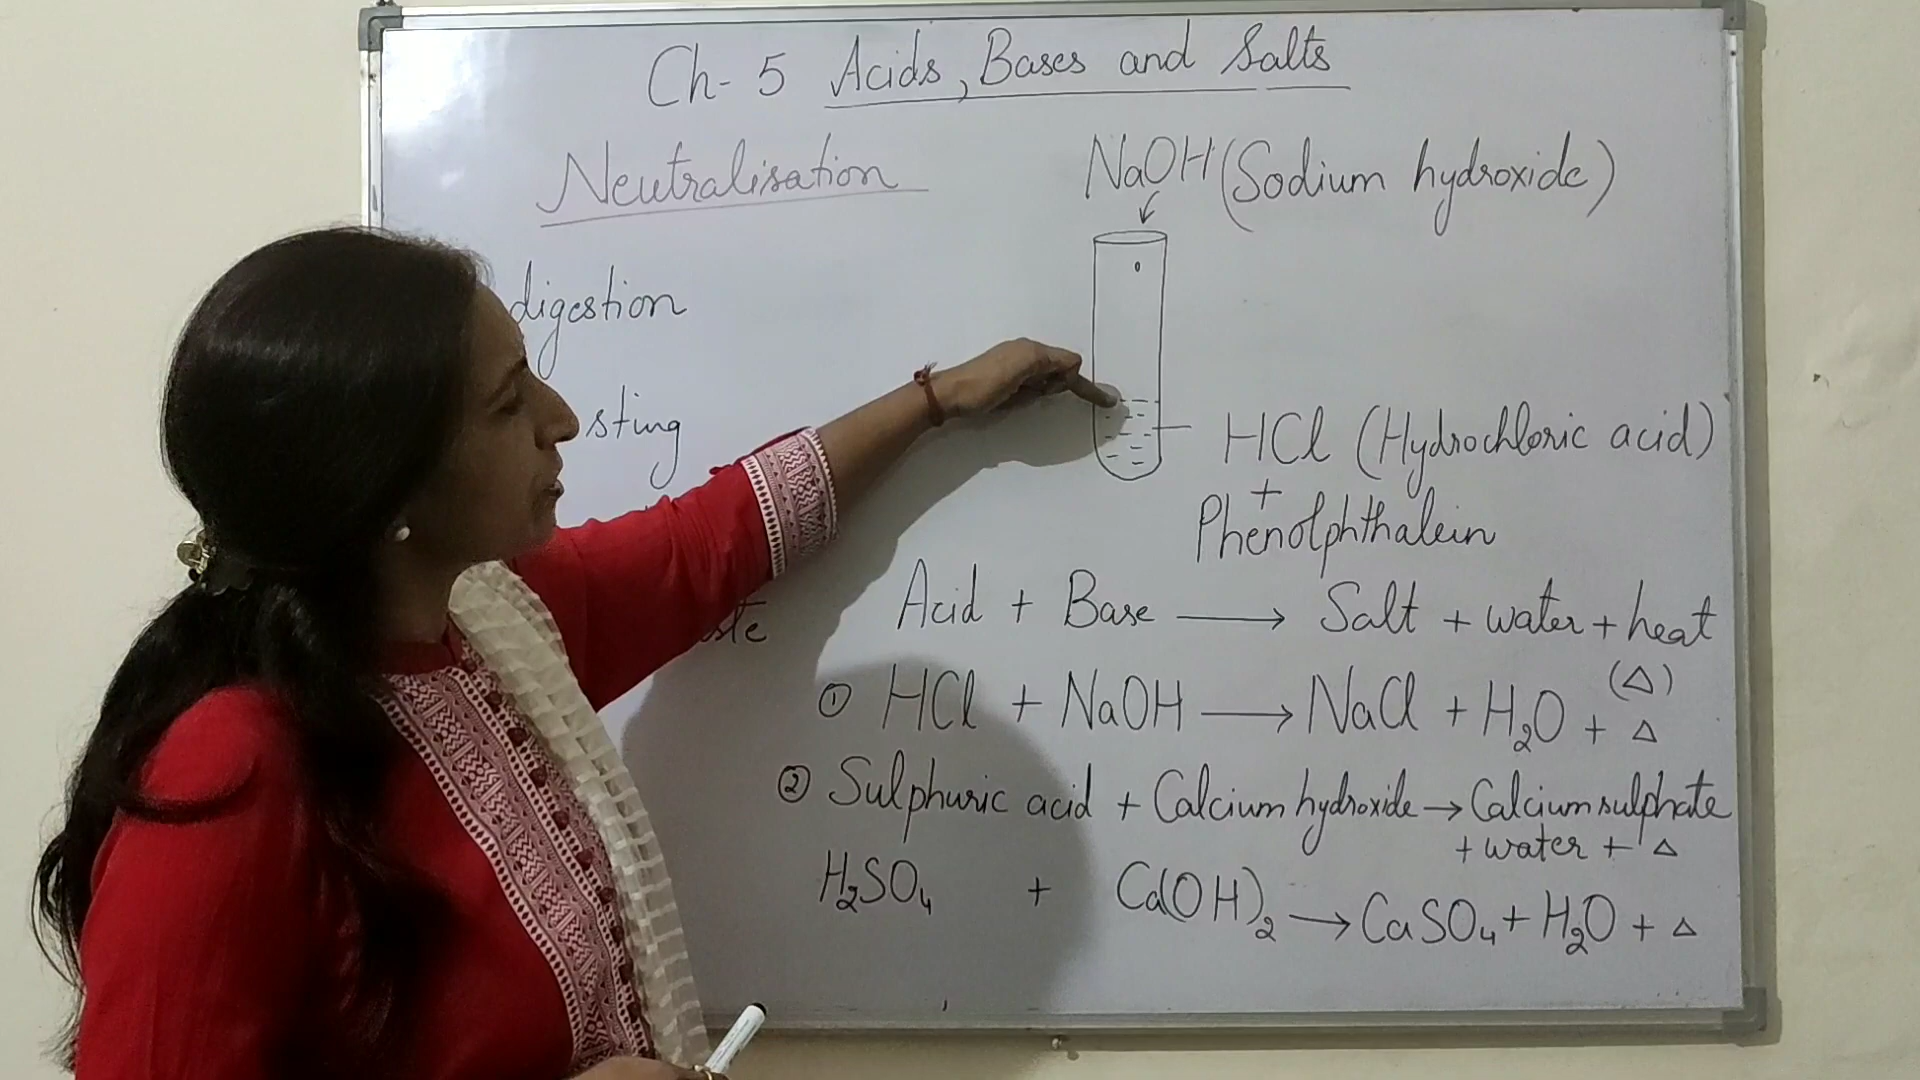 Ch- 5 Acids, Bases and Salts
Neutralisation
NaOH (Sodium hydroxide)
digestion
sting
HCl (Hydrochloric acid)
+
Phenolphthalein
Acid + Base → Salt + water + heat
(△)
① HCl + NaOH → NaCl + H₂O + △
② Sulphuric acid + Calcium hydroxide → Calcium sulphate
+ water + △
H₂SO₄ + Ca(OH)₂ → CaSO₄ + H₂O + △